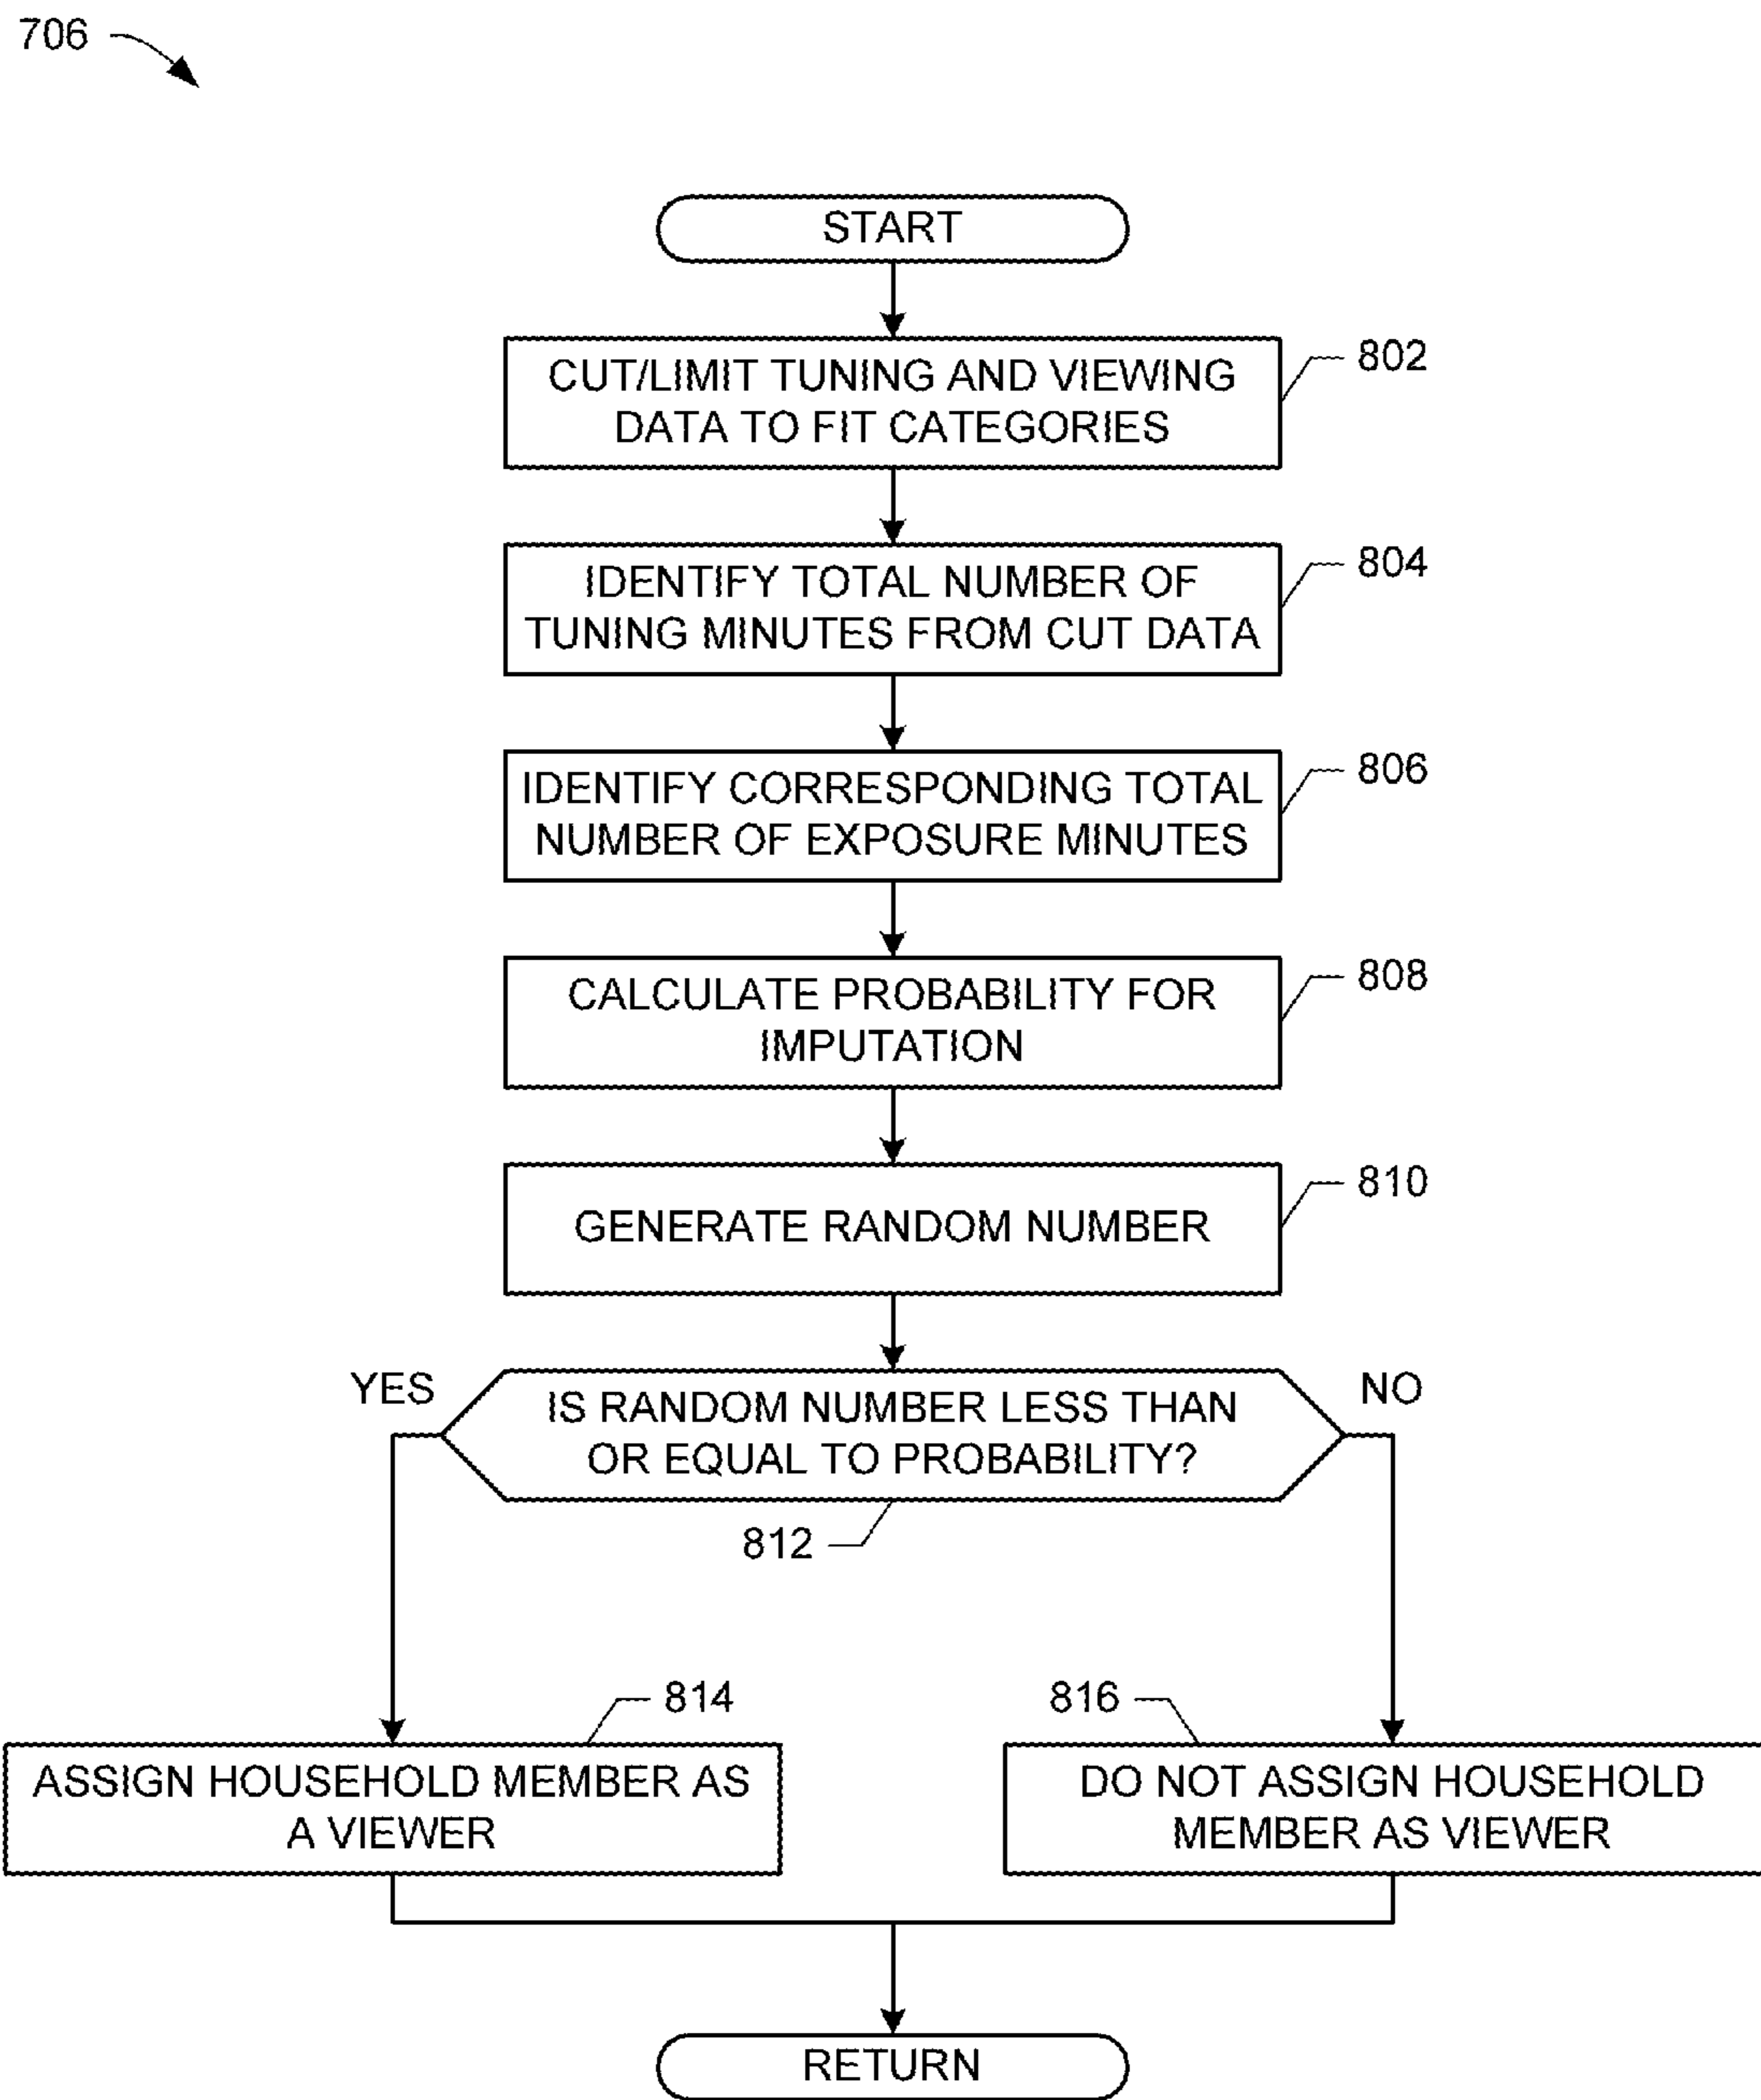 706
START
CUT/LIMIT TUNING AND VIEWING
DATA TO FIT CATEGORIES
802
IDENTIFY TOTAL NUMBER OF
TUNING MINUTES FROM CUT DATA
804
IDENTIFY CORRESPONDING TOTAL
NUMBER OF EXPOSURE MINUTES
806
CALCULATE PROBABILITY FOR
IMPUTATION
808
GENERATE RANDOM NUMBER
810
YES
IS RANDOM NUMBER LESS THAN
OR EQUAL TO PROBABILITY?
NO
812
814
ASSIGN HOUSEHOLD MEMBER AS
A VIEWER
816
DO NOT ASSIGN HOUSEHOLD
MEMBER AS VIEWER
RETURN